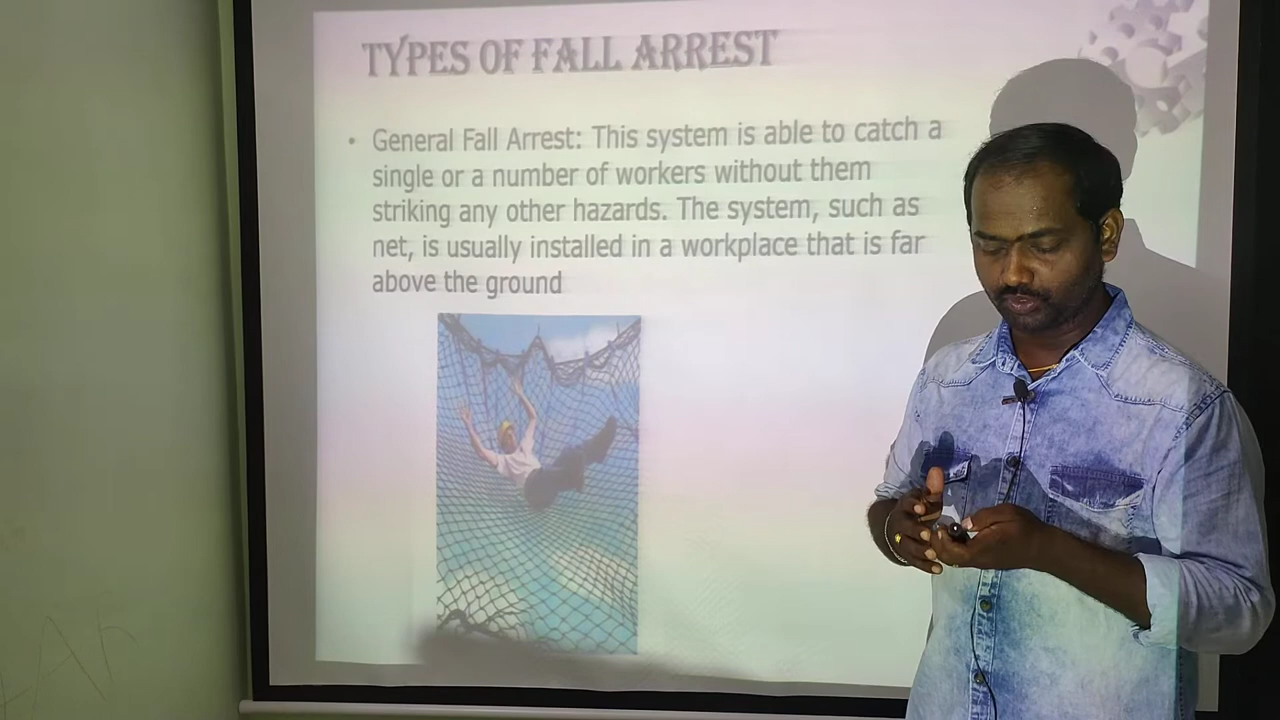 TYPES OF FALL ARREST
• General Fall Arrest: This system is able to catch a
single or a number of workers without them
striking any other hazards. The system, such as
net, is usually installed in a workplace that is far
above the ground